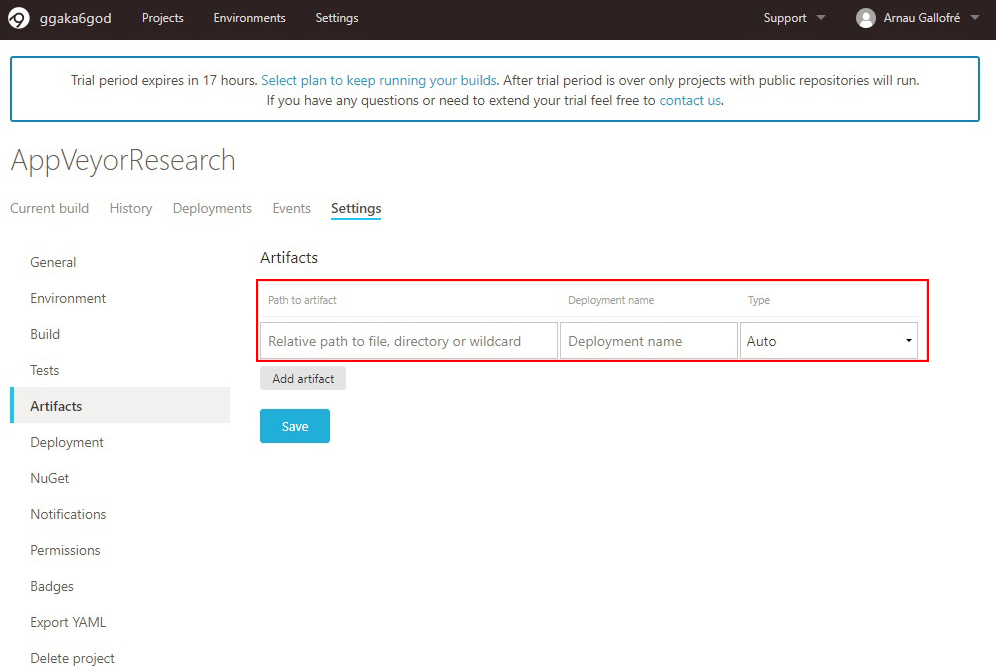 ggaka6god Projects Environments Settings Support Arnau Gallofré
Trial period expires in 17 hours. Select plan to keep running your builds. After trial period is over only projects with public repositories will run.
If you have any questions or need to extend your trial feel free to contact us.
AppVeyorResearch
Current build History Deployments Events Settings
General
Environment
Build
Tests
Artifacts
Deployment
NuGet
Notifications
Permissions
Badges
Export YAML
Delete project
Artifacts
Path to artifact Deployment name Type
Relative path to file, directory or wildcard Deployment name Auto
Add artifact
Save